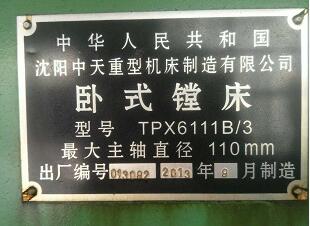 中华人民共和国
沈阳中天重型机床制造有限公司
卧式镗床
型号 TPX6111B/3
最大主轴直径 110mm
出厂编号 013082 2013 年 9 月制造